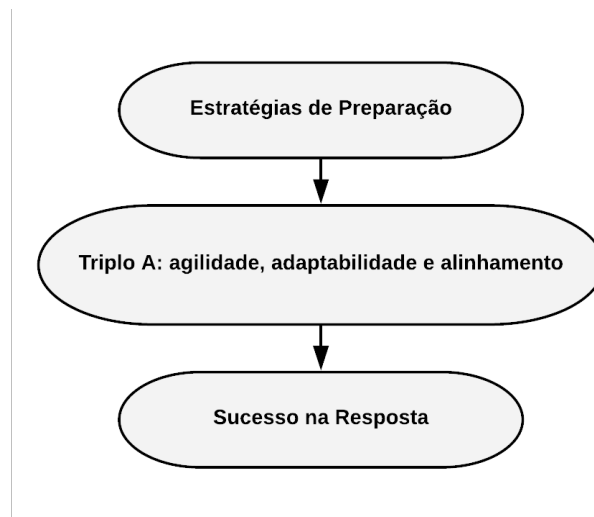 Estratégias de Preparação
Triplo A: agilidade, adaptabilidade e alinhamento
Sucesso na Resposta